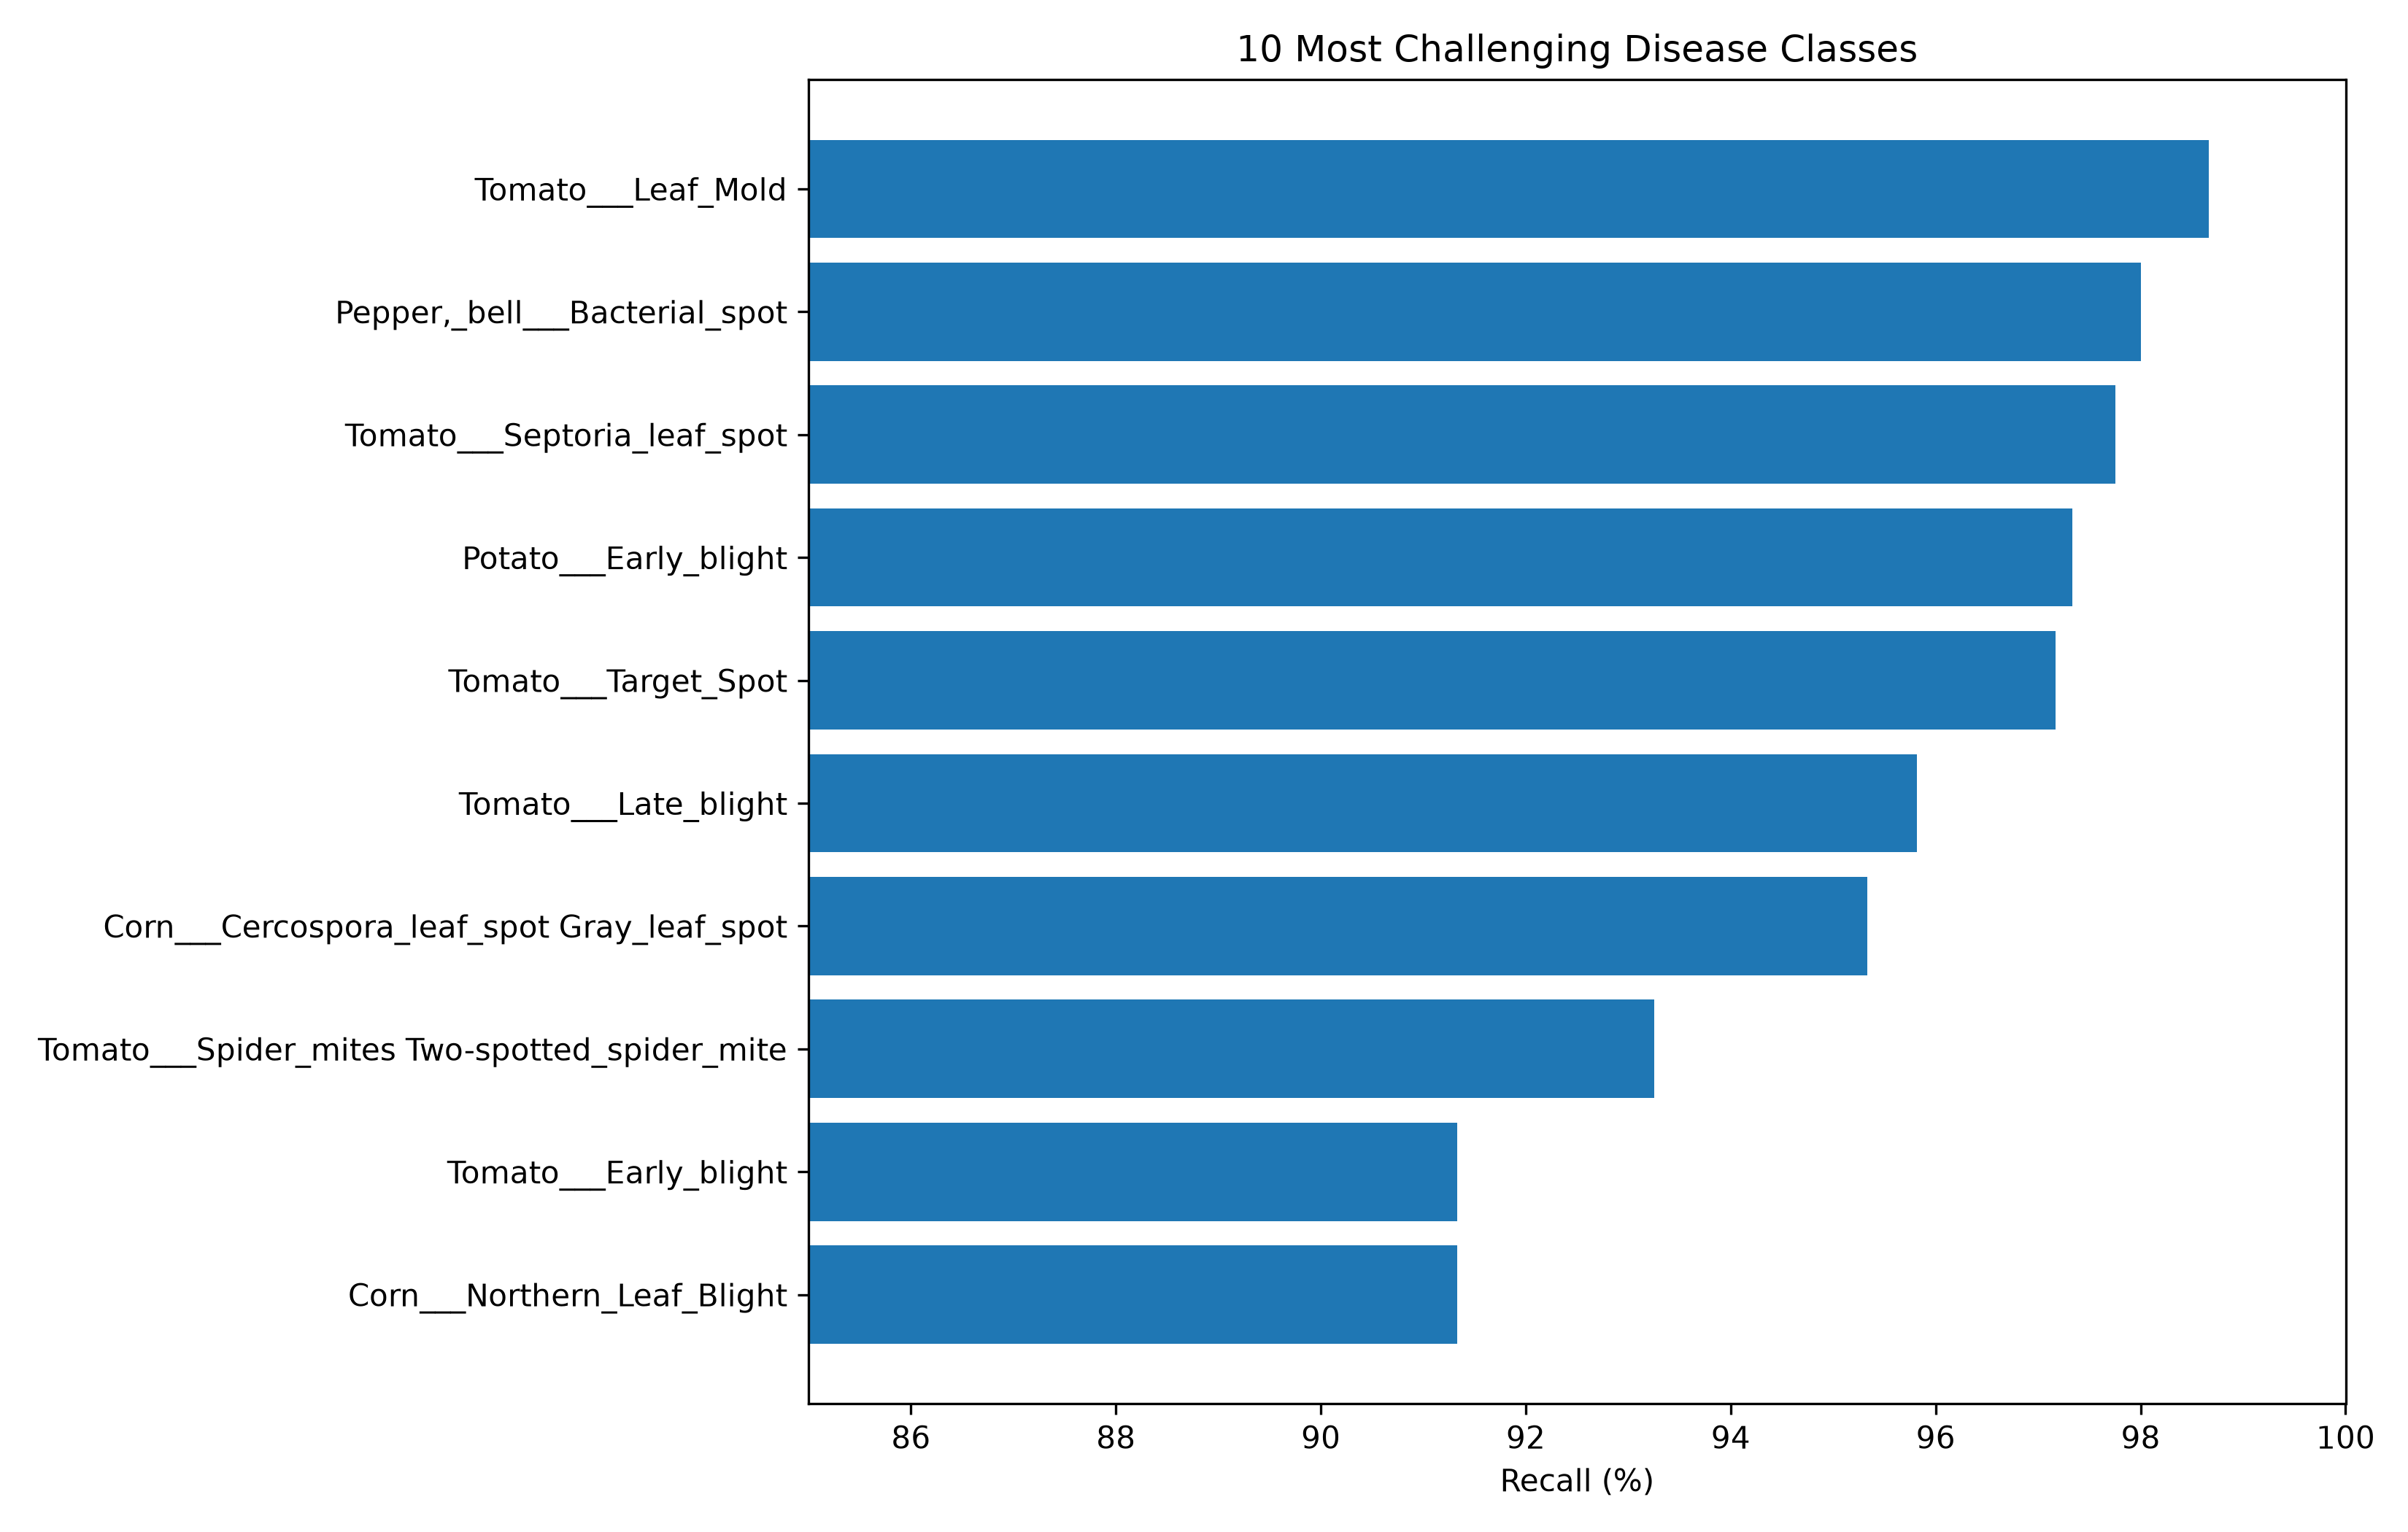 10 Most Challenging Disease Classes
Tomato___Leaf_Mold
Pepper,_bell___Bacterial_spot
Tomato___Septoria_leaf_spot
Potato___Early_blight
Tomato___Target_Spot
Tomato___Late_blight
Corn___Cercospora_leaf_spot Gray_leaf_spot
Tomato___Spider_mites Two-spotted_spider_mite
Tomato___Early_blight
Corn___Northern_Leaf_Blight
86 88 90 92 94 96 98 100
Recall (%)